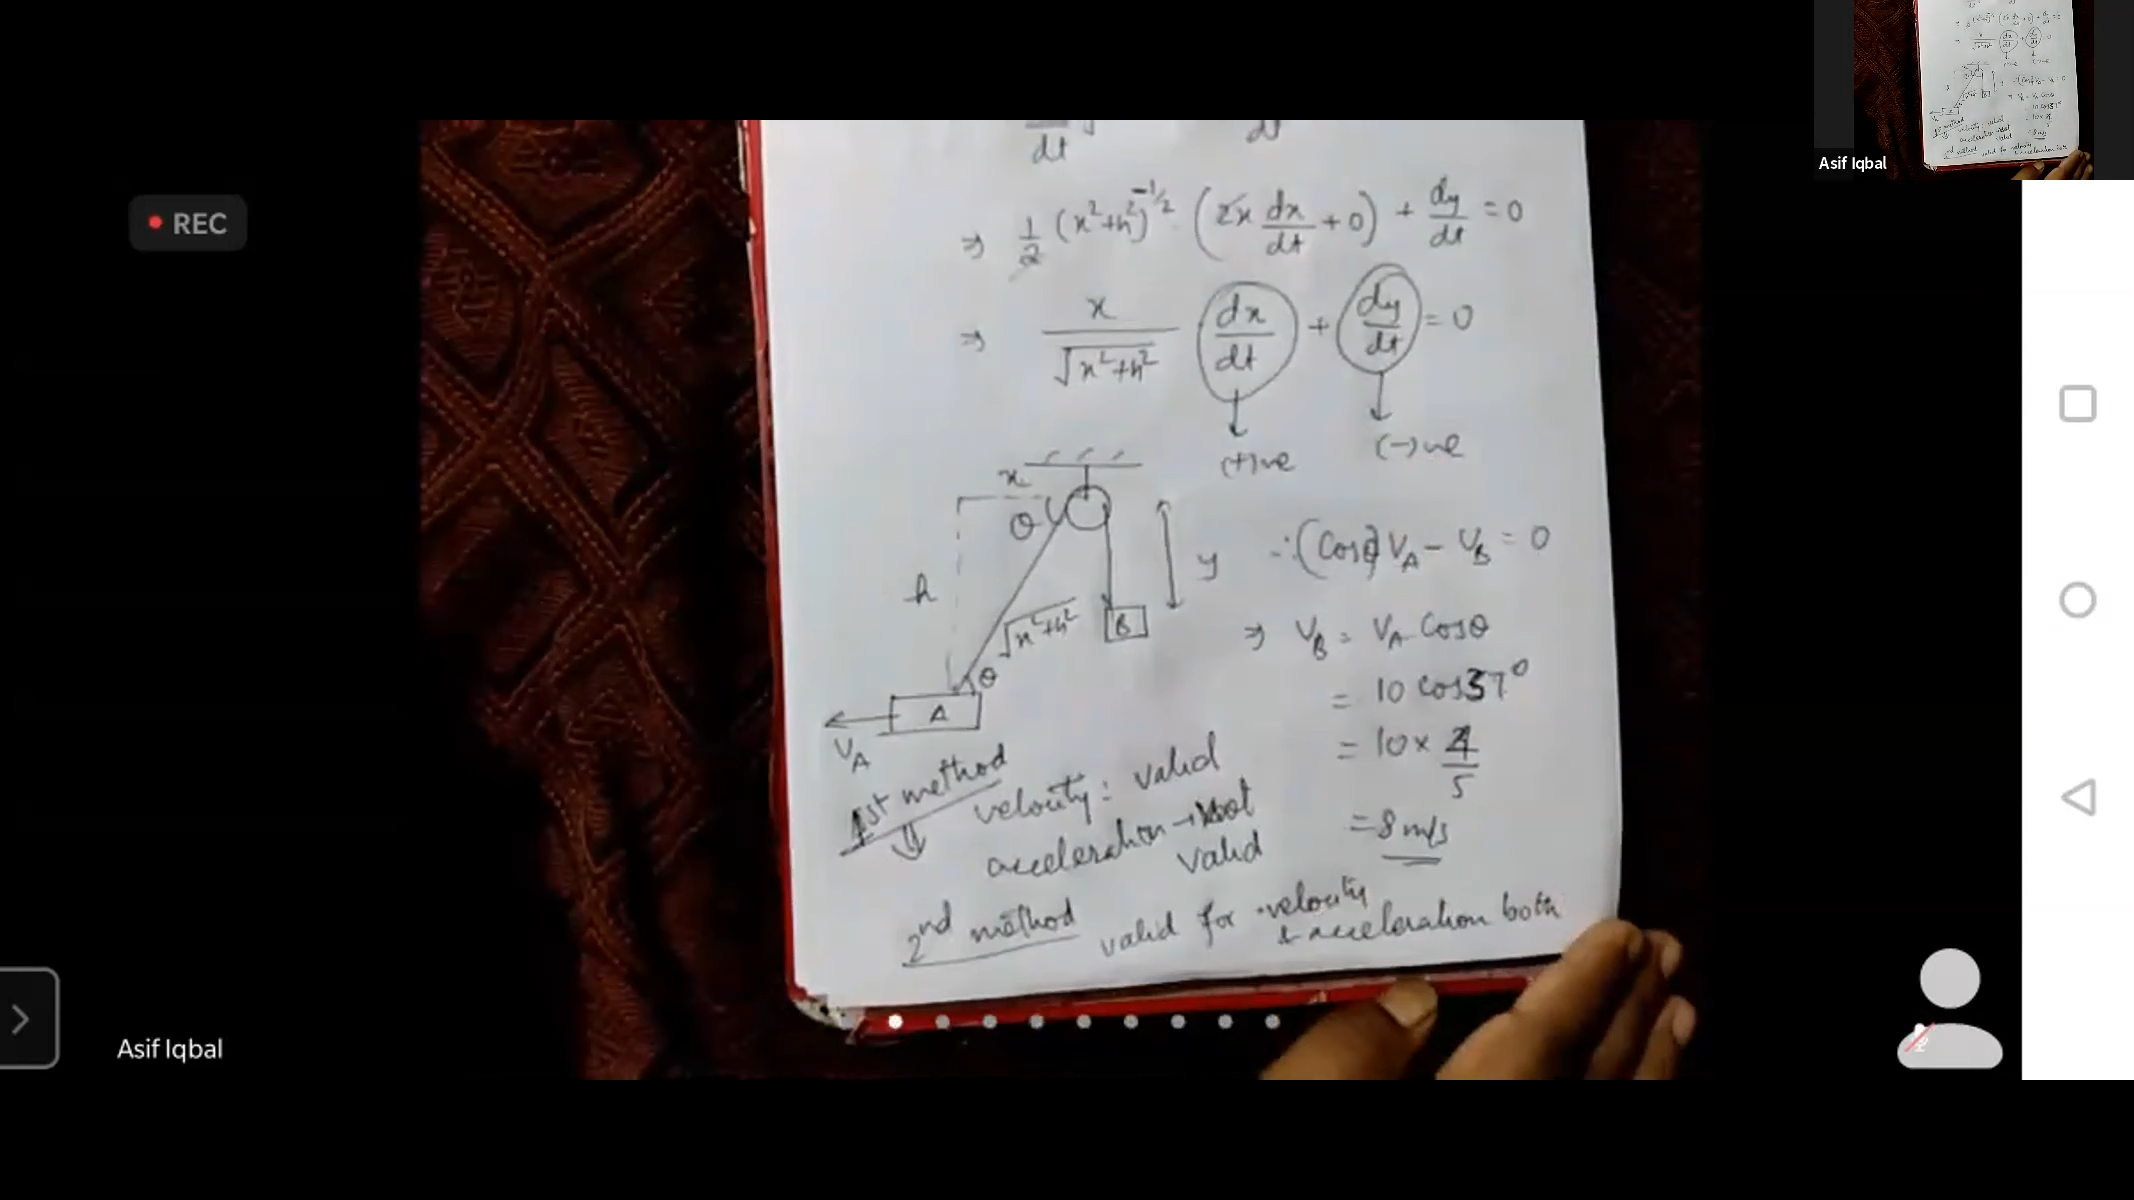 REC
dt dt
⇒ 1/2 (x²+h²)^-1/2 (2x dx/dt + 0) + dy/dt = 0
⇒ x/√x²+h² dx/dt + dy/dt = 0
(+)ve (-)ve
x
θ
h
y
√x²+h²
B
θ
A
V_A
∴ (Cosθ) V_A - V_B = 0
⇒ V_B = V_A Cosθ
= 10 Cos37°
= 10 × 4/5
= 8 m/s
1st method
velocity: valid
acceleration → Not
valid
2nd method valid for velocity
& acceleration both
Asif Iqbal
Asif Iqbal